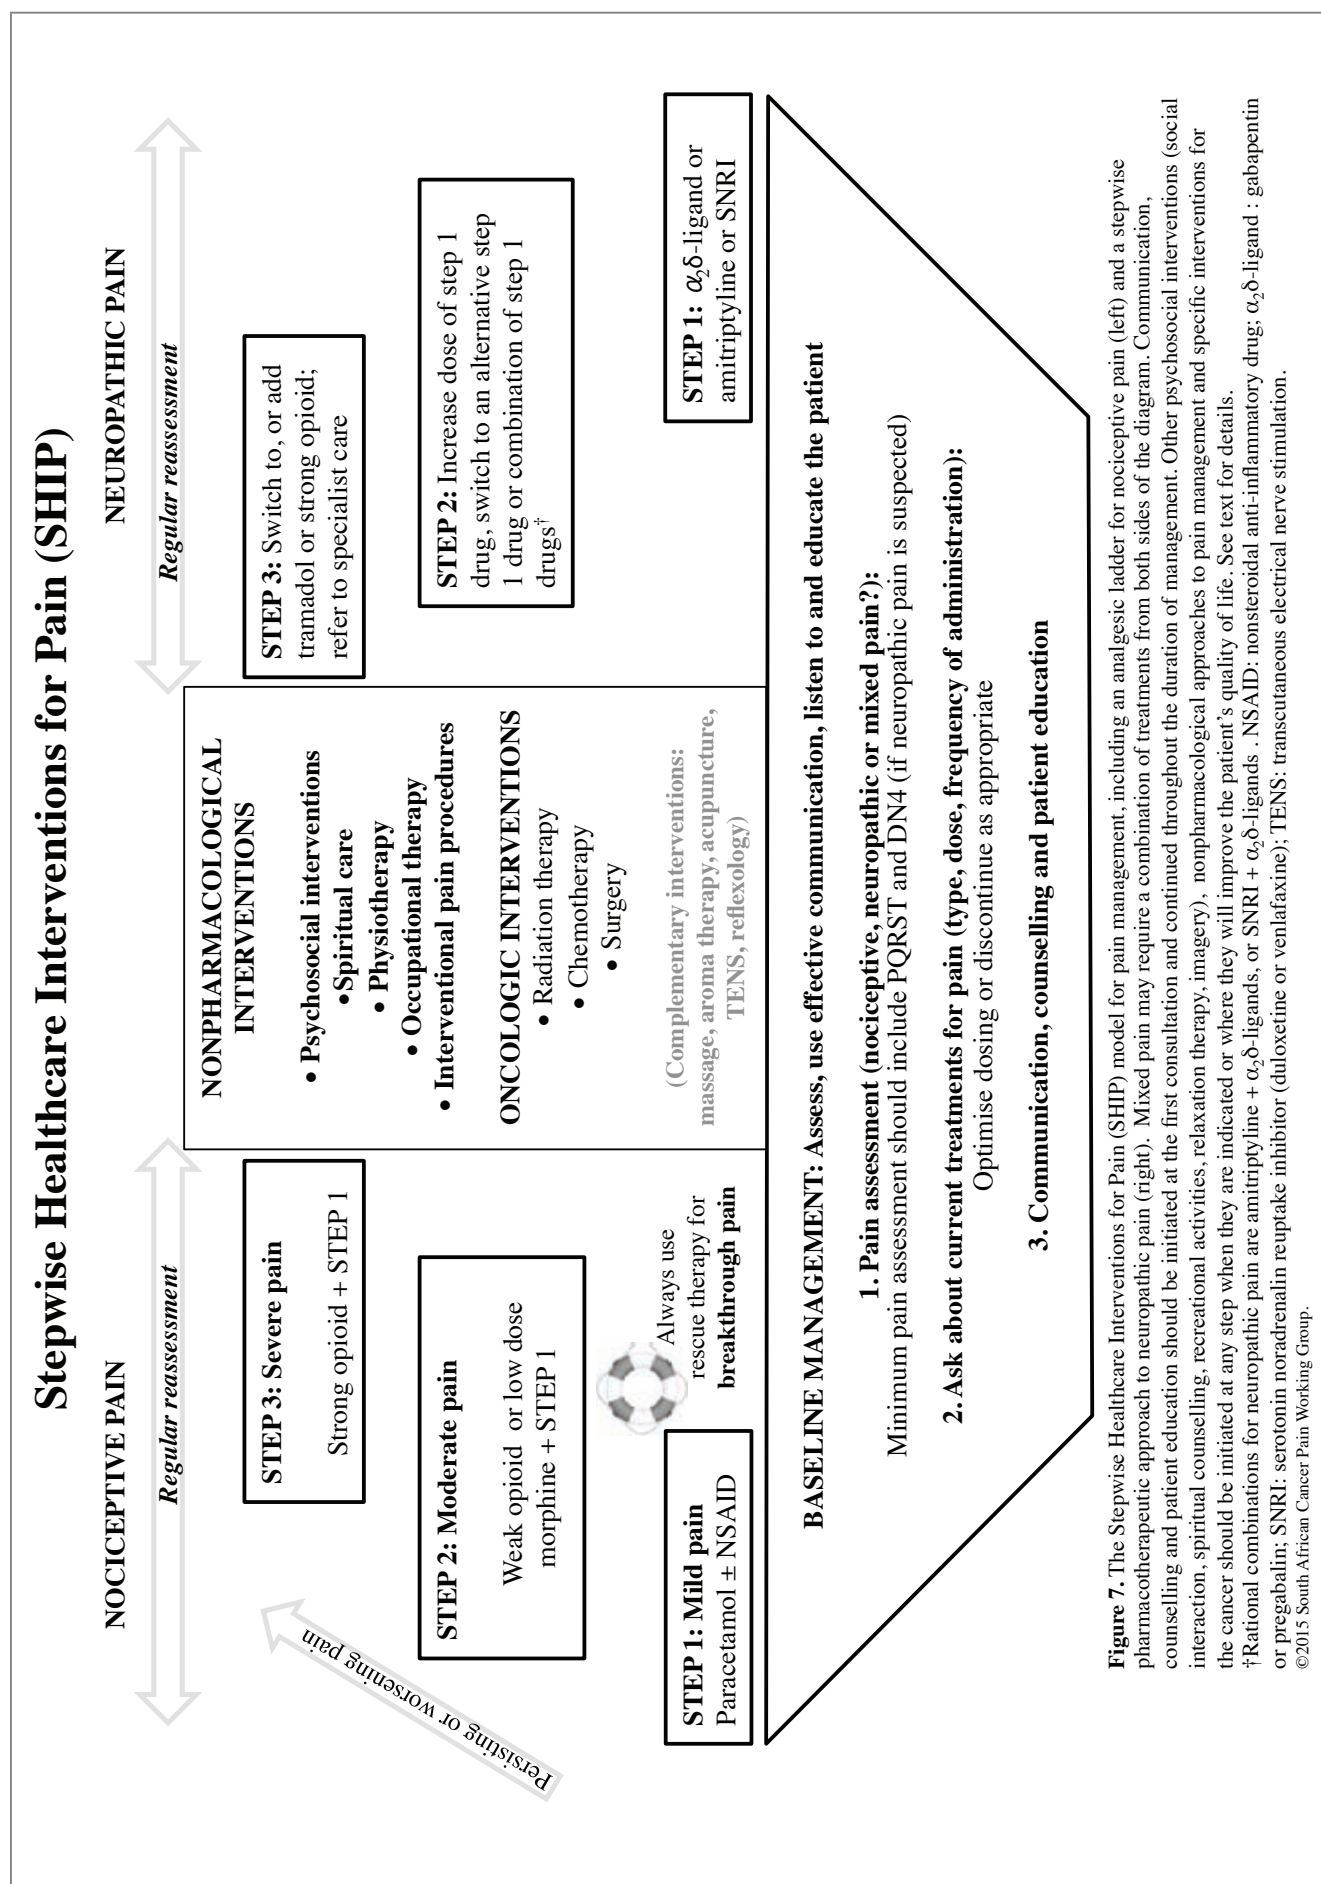 Stepwise Healthcare Interventions for Pain (SHIP)
NOCICEPTIVE PAIN
Regular reassessment
STEP 3: Severe pain
Strong opioid + STEP 1
STEP 2: Moderate pain
Weak opioid or low dose
morphine + STEP 1
Persisting or worsening pain
Always use
rescue therapy for
breakthrough pain
STEP 1: Mild pain
Paracetamol ± NSAID
NONPHARMACOLOGICAL
INTERVENTIONS
• Psychosocial interventions
•Spiritual care
• Physiotherapy
• Occupational therapy
• Interventional pain procedures
ONCOLOGIC INTERVENTIONS
• Radiation therapy
• Chemotherapy
• Surgery
(Complementary interventions:
massage, aroma therapy, acupuncture,
TENS, reflexology)
NEUROPATHIC PAIN
Regular reassessment
STEP 3: Switch to, or add
tramadol or strong opioid;
refer to specialist care
STEP 2: Increase dose of step 1
drug, switch to an alternative step
1 drug or combination of step 1
drugs†
STEP 1: α₂δ-ligand or
amitriptyline or SNRI
BASELINE MANAGEMENT: Assess, use effective communication, listen to and educate the patient
1. Pain assessment (nociceptive, neuropathic or mixed pain?):
Minimum pain assessment should include PQRST and DN4 (if neuropathic pain is suspected)
2. Ask about current treatments for pain (type, dose, frequency of administration):
Optimise dosing or discontinue as appropriate
3. Communication, counselling and patient education
Figure 7. The Stepwise Healthcare Interventions for Pain (SHIP) model for pain management, including an analgesic ladder for nociceptive pain (left) and a stepwise
pharmacotherapeutic approach to neuropathic pain (right). Mixed pain may require a combination of treatments from both sides of the diagram. Communication,
counselling and patient education should be initiated at the first consultation and continued throughout the duration of management. Other psychosocial interventions (social
interaction, spiritual counselling, recreational activities, relaxation therapy, imagery), nonpharmacological approaches to pain management and specific interventions for
the cancer should be initiated at any step when they are indicated or where they will improve the patient's quality of life. See text for details.
†Rational combinations for neuropathic pain are amitriptyline + α₂δ-ligands, or SNRI + α₂δ-ligands . NSAID: nonsteroidal anti-inflammatory drug; α₂δ-ligand : gabapentin
or pregabalin; SNRI: serotonin noradrenalin reuptake inhibitor (duloxetine or venlafaxine); TENS: transcutaneous electrical nerve stimulation.
©2015 South African Cancer Pain Working Group.